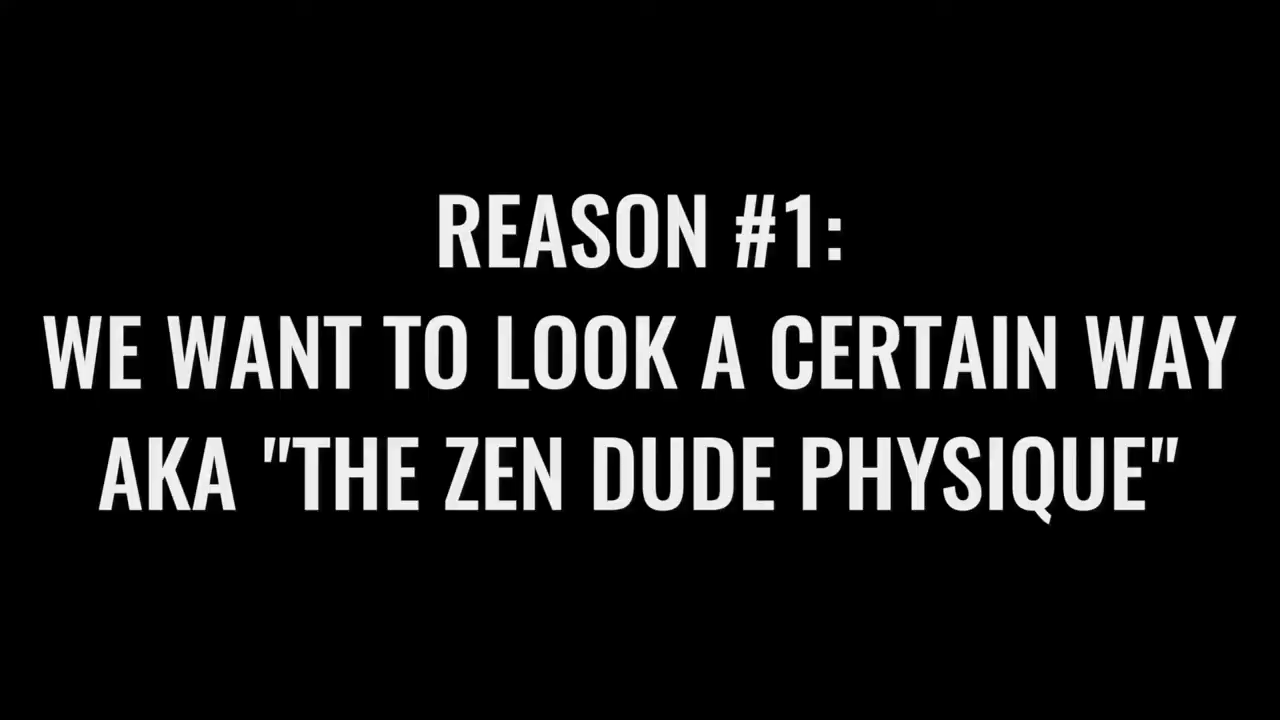 REASON #1:
WE WANT TO LOOK A CERTAIN WAY
AKA "THE ZEN DUDE PHYSIQUE"